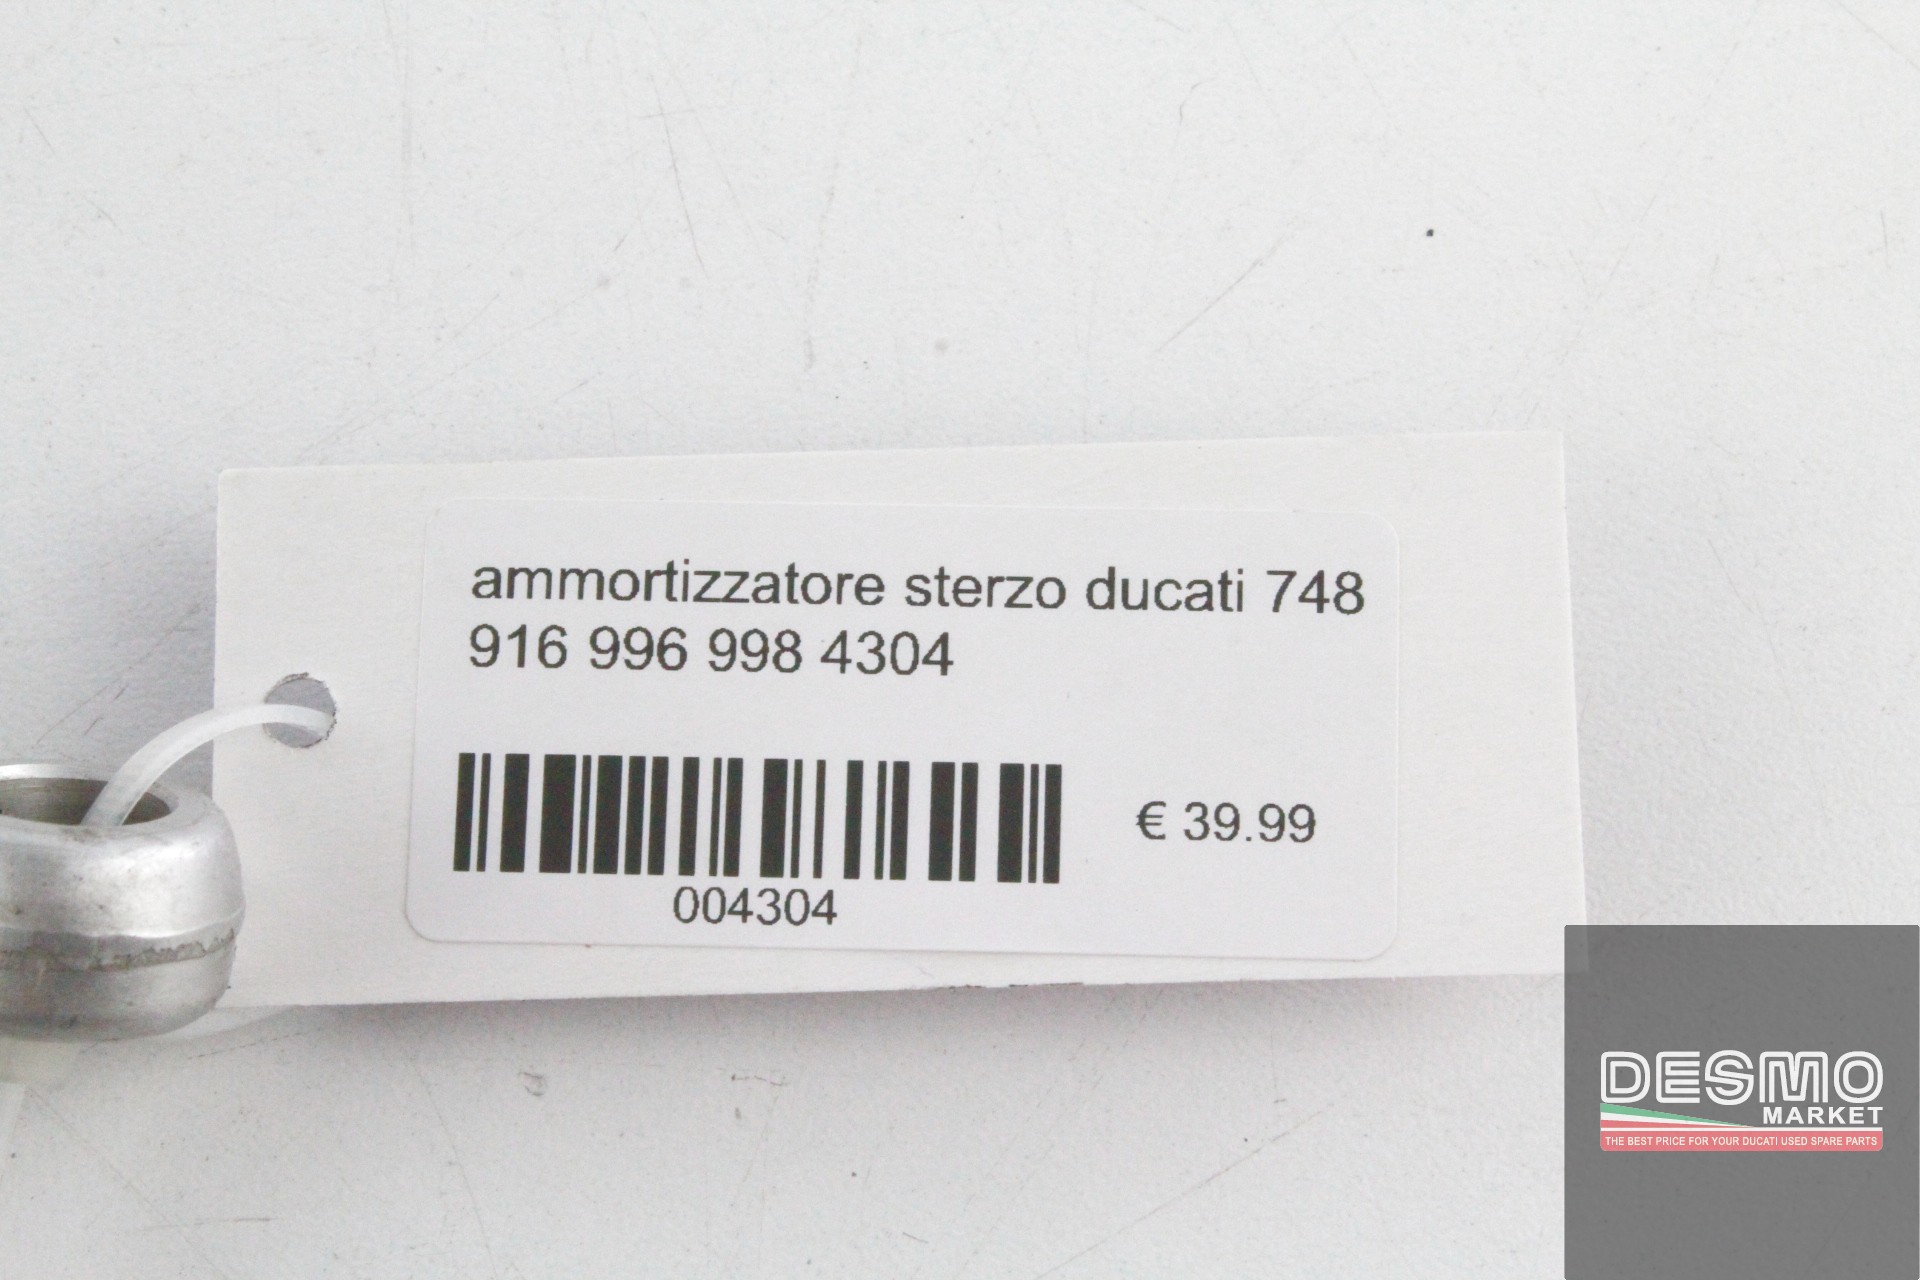 ammortizzatore sterzo ducati 748
916 996 998 4304
004304
€ 39.99
DESMO
MARKET
THE BEST PRICE FOR YOUR DUCATI USED SPARE PARTS